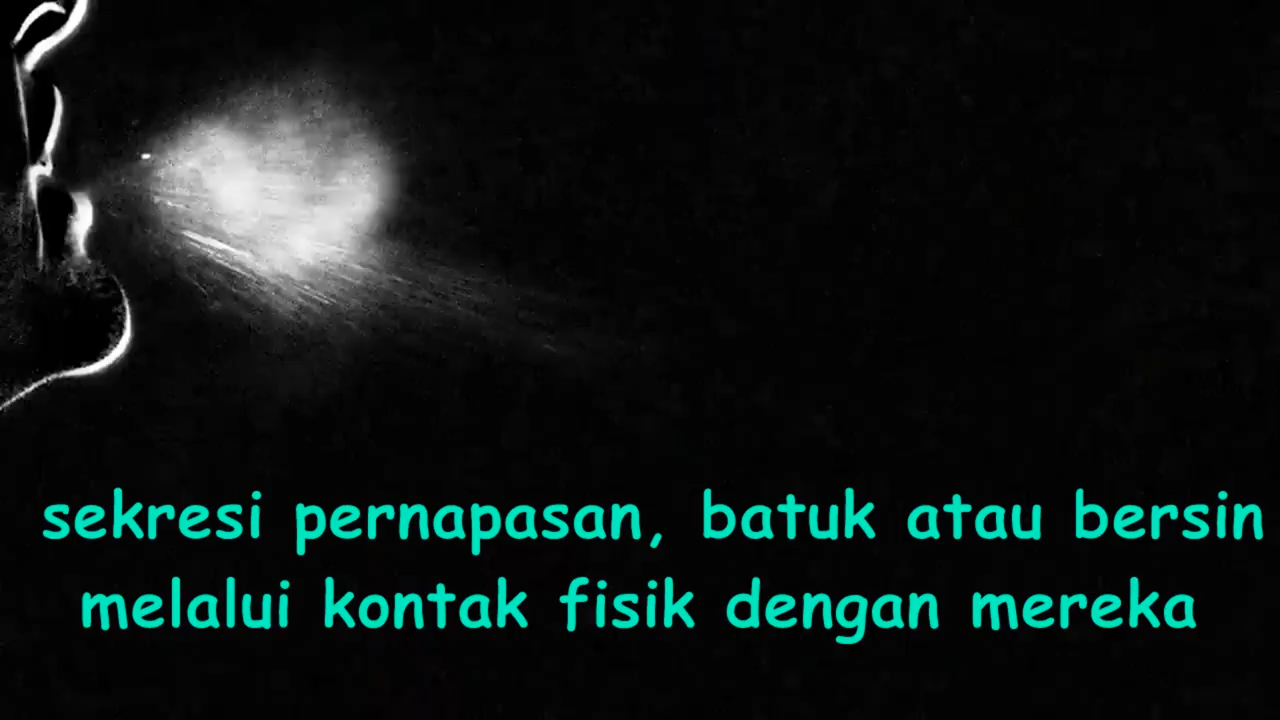 sekresi pernapasan, batuk atau bersin
melalui kontak fisik dengan mereka